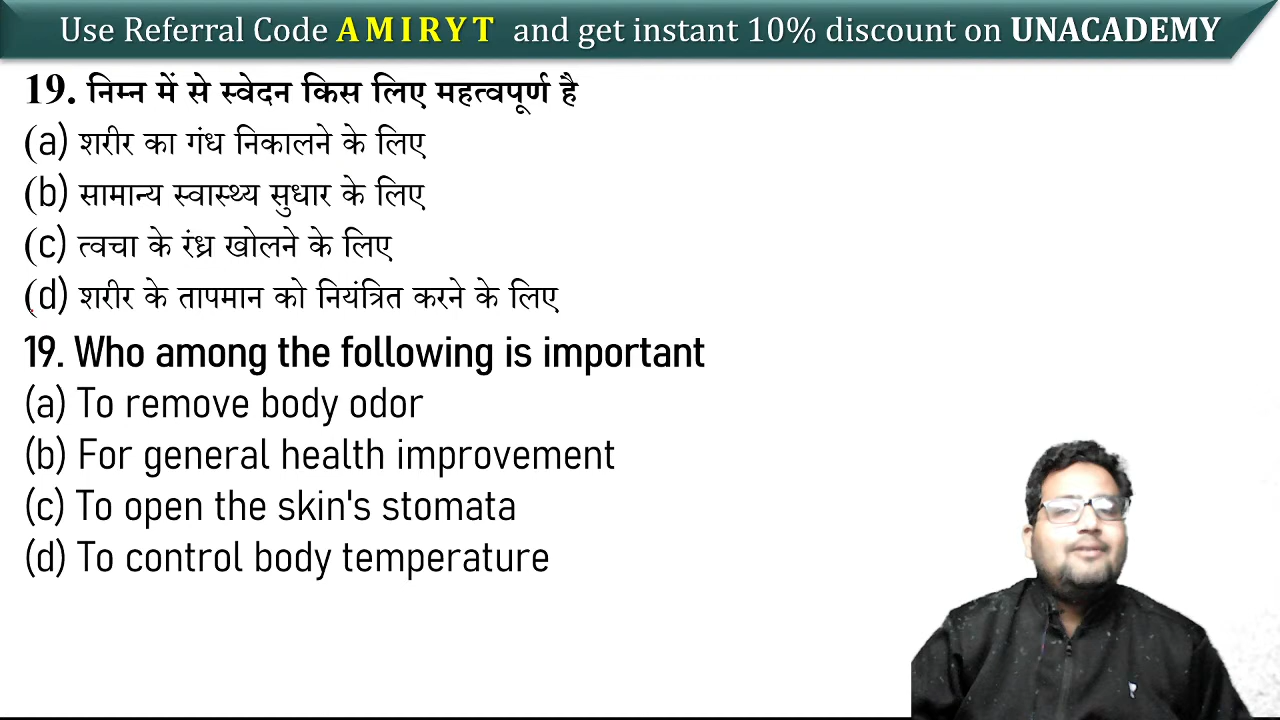 Use Referral Code AMIRYT and get instant 10% discount on UNACADEMY
19. निम्न में से स्वेदन किस लिए महत्वपूर्ण है
(a) शरीर का गंध निकालने के लिए
(b) सामान्य स्वास्थ्य सुधार के लिए
(c) त्वचा के रंध्र खोलने के लिए
(d) शरीर के तापमान को नियंत्रित करने के लिए
19. Who among the following is important
(a) To remove body odor
(b) For general health improvement
(c) To open the skin's stomata
(d) To control body temperature